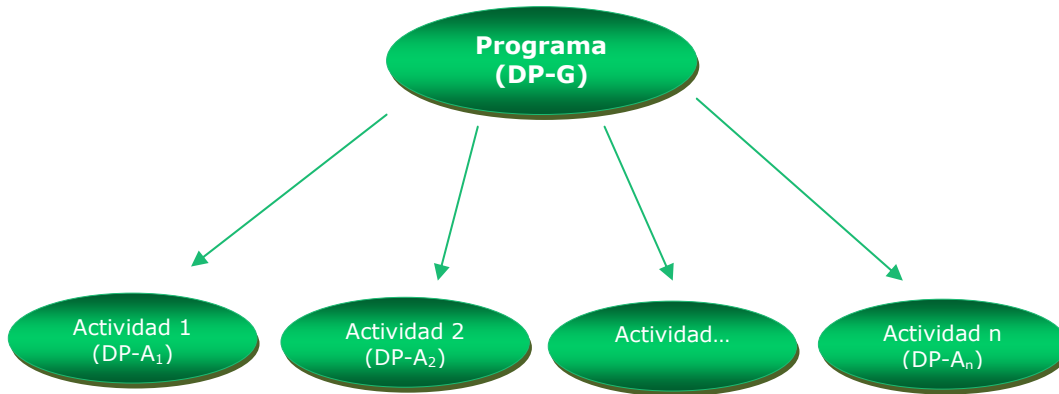 Programa
(DP-G)
Actividad 1
(DP-A₁)
Actividad 2
(DP-A₂)
Actividad...
Actividad n
(DP-Aₙ)